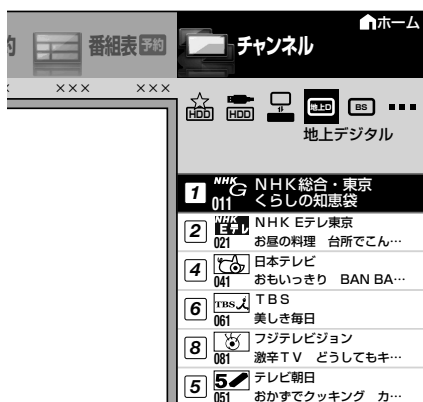 約 番組表 予約 チャンネル ホーム
××× ×××
HDD HDD 地上D BS
地上デジタル
1 NHK G 011 NHK総合・東京
くらしの知恵袋
2 NHK Eテレ 021 NHK Eテレ東京
お昼の料理 台所でこん…
4 041 日本テレビ
おもいっきり BAN BA…
6 TBS 061 TBS
美しき毎日
8 081 フジテレビジョン
激辛TV どうしてもキ…
5 5 051 テレビ朝日
おかずでクッキング カ…